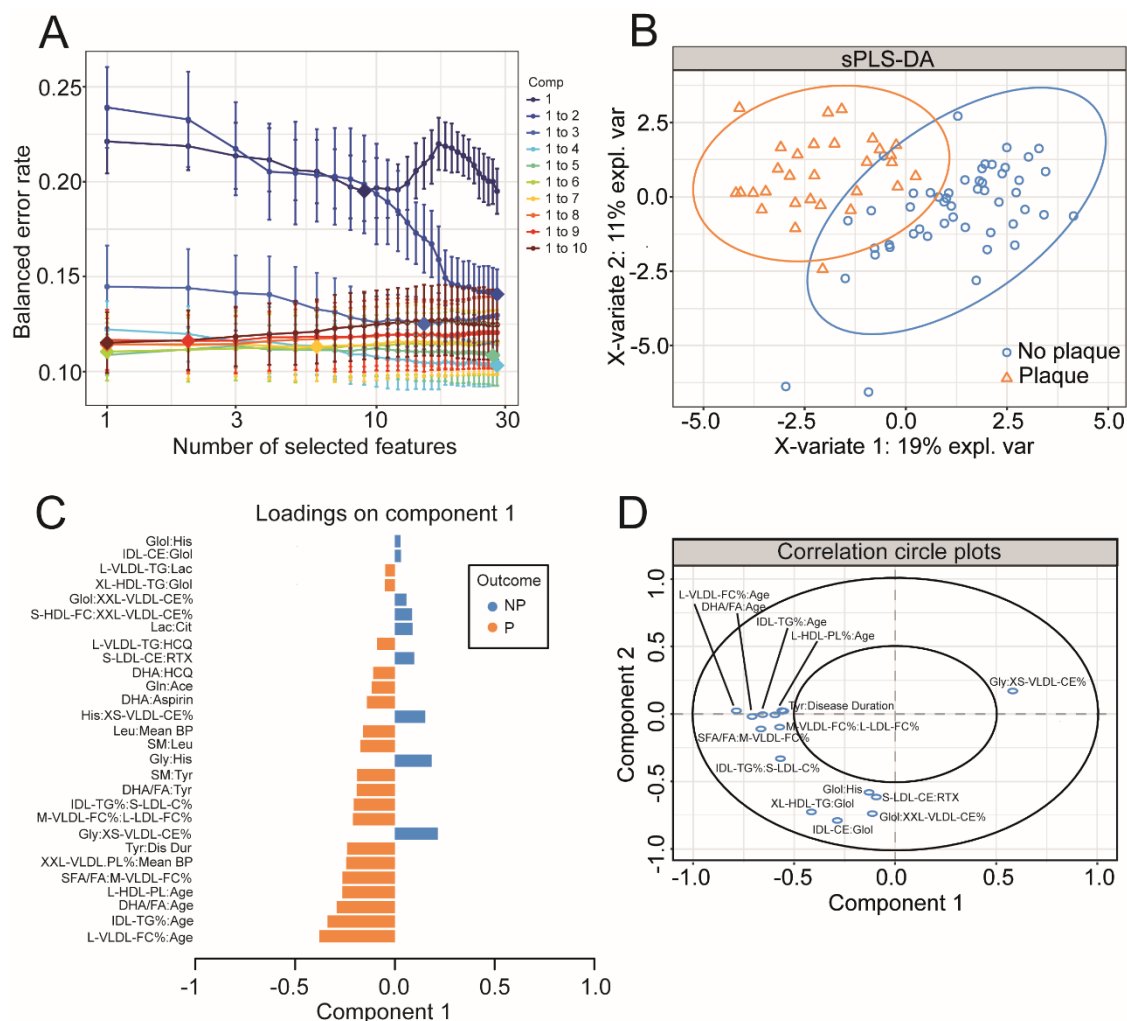 A
Balanced error rate
0.25
0.20
0.15
0.10
1
3
10
30
Number of selected features
Comp
1
1 to 2
1 to 3
1 to 4
1 to 5
1 to 6
1 to 7
1 to 8
1 to 9
1 to 10
B
sPLS-DA
X-variate 2: 11% expl. var
2.5
0.0
-2.5
-5.0
No plaque
Plaque
-5.0
-2.5
0.0
2.5
5.0
X-variate 1: 19% expl. var
C
Loadings on component 1
Glol:His
IDL-CE:Glol
L-VLDL-TG:Lac
XL-HDL-TG:Glol
Glol:XXL-VLDL-CE%
S-HDL-FC:XXL-VLDL-CE%
Lac:Cit
L-VLDL-TG:HCQ
S-LDL-CE:RTX
DHA:HCQ
Gln:Ace
DHA:Aspirin
His:XS-VLDL-CE%
Leu:Mean BP
SM:Leu
Gly:His
SM:Tyr
DHA/FA:Tyr
IDL-TG%:S-LDL-C%
M-VLDL-FC%:L-LDL-FC%
Gly:XS-VLDL-CE%
Tyr:Dis Dur
XXL-VLDL.PL%:Mean BP
SFA/FA:M-VLDL-FC%
L-HDL-PL:Age
DHA/FA:Age
IDL-TG%:Age
L-VLDL-FC%:Age
Outcome
NP
P
-1
-0.5
0.0
0.5
1.0
Component 1
D
Correlation circle plots
Component 2
1.0
0.5
0.0
-0.5
-1.0
L-VLDL-FC%:Age
DHA/FA:Age
IDL-TG%:Age
L-HDL-PL%:Age
Gly:XS-VLDL-CE%
Tyr:Disease Duration
M-VLDL-FC%:L-LDL-FC%
SFA/FA:M-VLDL-FC%
IDL-TG%:S-LDL-C%
Glol:His
S-LDL-CE:RTX
XL-HDL-TG:Glol
Glol:XXL-VLDL-CE%
IDL-CE:Glol
-1.0
-0.5
0.0
0.5
1.0
Component 1